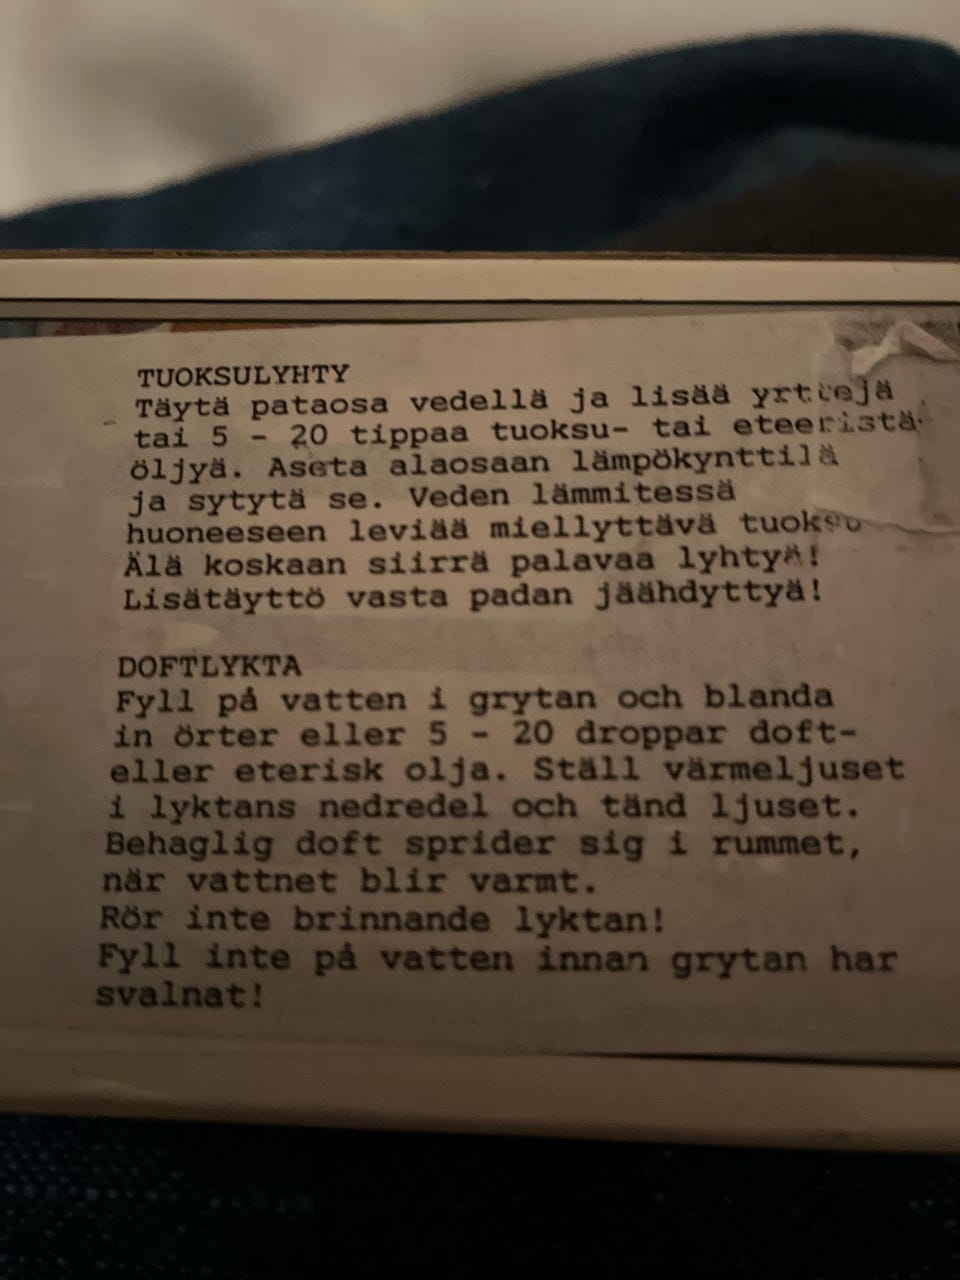 TUOKSULYHTY
Täytä pataosa vedellä ja lisää yrttejä
tai 5 - 20 tippaa tuoksu- tai eteeristä
öljyä. Aseta alaosaan lämpökynttilä
ja sytytä se. Veden lämmitessä
huoneeseen leviää miellyttävä tuoksu
Älä koskaan siirrä palavaa lyhtyä!
Lisätäyttö vasta padan jäähdyttyä!
DOFTLYKTA
Fyll på vatten i grytan och blanda
in örter eller 5 - 20 droppar doft-
eller eterisk olja. Ställ värmeljuset
i lyktans nedredel och tänd ljuset.
Behaglig doft sprider sig i rummet,
när vattnet blir varmt.
Rör inte brinnande lyktan!
Fyll inte på vatten innan grytan har
svalnat!